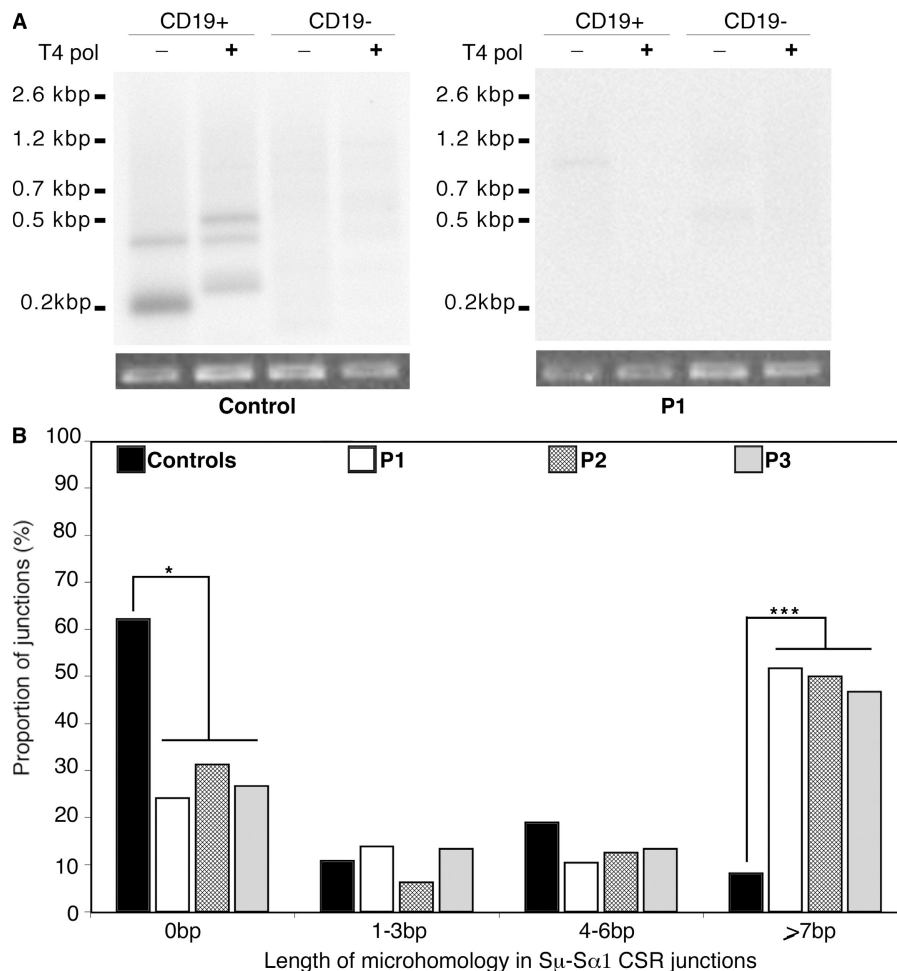 A
CD19+ CD19- CD19+ CD19-
T4 pol – + – + T4 pol – + – +
2.6 kbp 2.6 kbp
1.2 kbp 1.2 kbp
0.7 kbp 0.7 kbp
0.5 kbp 0.5 kbp
0.2kbp 0.2kbp
Control P1
B
Proportion of junctions (%)
100
90
80
70
60
50
40
30
20
10
0
Controls P1 P2 P3
*
***
0bp 1-3bp 4-6bp ⩾7bp
Length of microhomology in Sμ-Sα1 CSR junctions